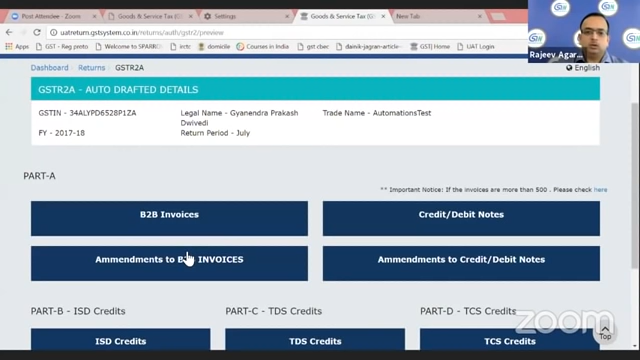 Post Attendee - Zoom
Goods & Service Tax (G
Settings
Goods & Service Tax (GS
New Tab
uatreturn.gstsystem.co.in/returns/auth/gstr2/preview
Quit
Reg proto
Welcome to SPARROW
irctc
domicile
Courses in India
gst cbec
dainik-jagran-article
GSTJ Home
UAT Login
Rajeev Agar...
Dashboard Returns GSTR2A
English
GSTR2A - AUTO DRAFTED DETAILS
GSTIN - 34ALYPD6528P1ZA
Legal Name - Gyanendra Prakash Dwivedi
Trade Name - AutomationsTest
FY - 2017-18
Return Period - July
PART-A
** Important Notice: If the invoices are more than 500 . Please check here
B2B Invoices
Credit/Debit Notes
Ammendments to B2B INVOICES
Amendments to Credit/Debit Notes
PART-B - ISD Credits
PART-C - TDS Credits
PART-D - TCS Credits
ISD Credits
TDS Credits
TCS Credits
zoom
Top